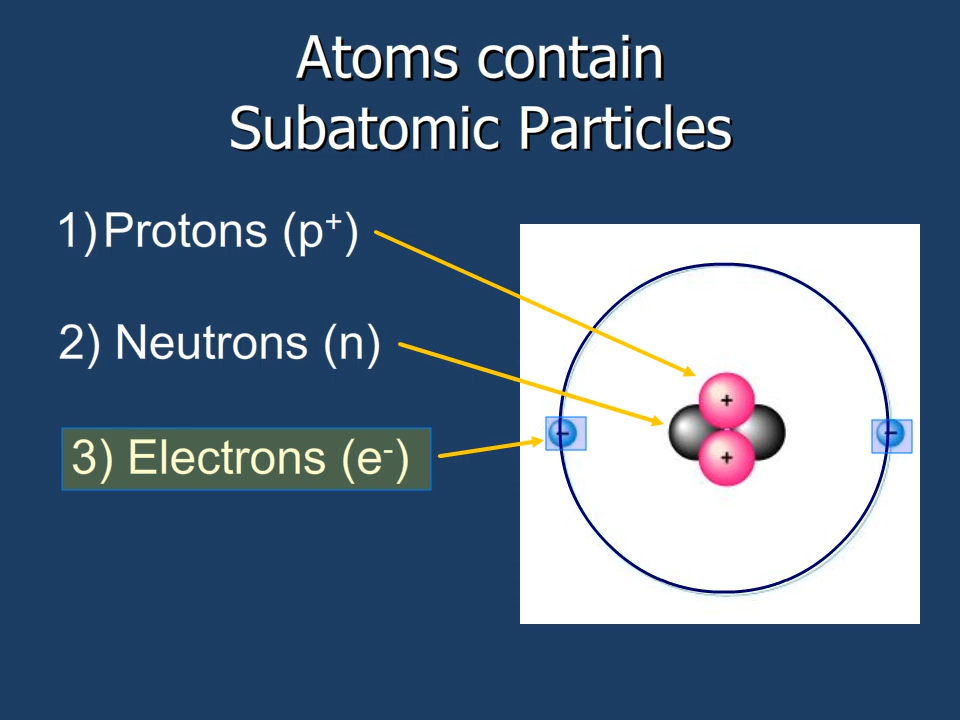 Atoms contain
Subatomic Particles
1) Protons (p⁺)
2) Neutrons (n)
3) Electrons (e⁻)
+
− −
+